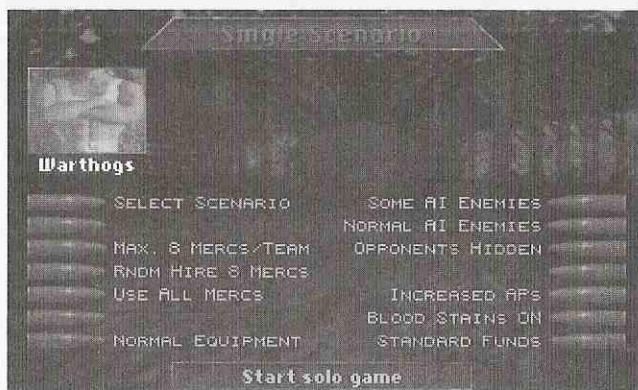 Single Scenario
Warthogs
SELECT SCENARIO
SOME AI ENEMIES
NORMAL AI ENEMIES
MAX. 8 MERCS/TEAM
OPPONENTS HIDDEN
RNDM HIRE 8 MERCS
USE ALL MERCS
INCREASED APS
BLOOD STAINS ON
NORMAL EQUIPMENT
STANDARD FUNDS
Start solo game